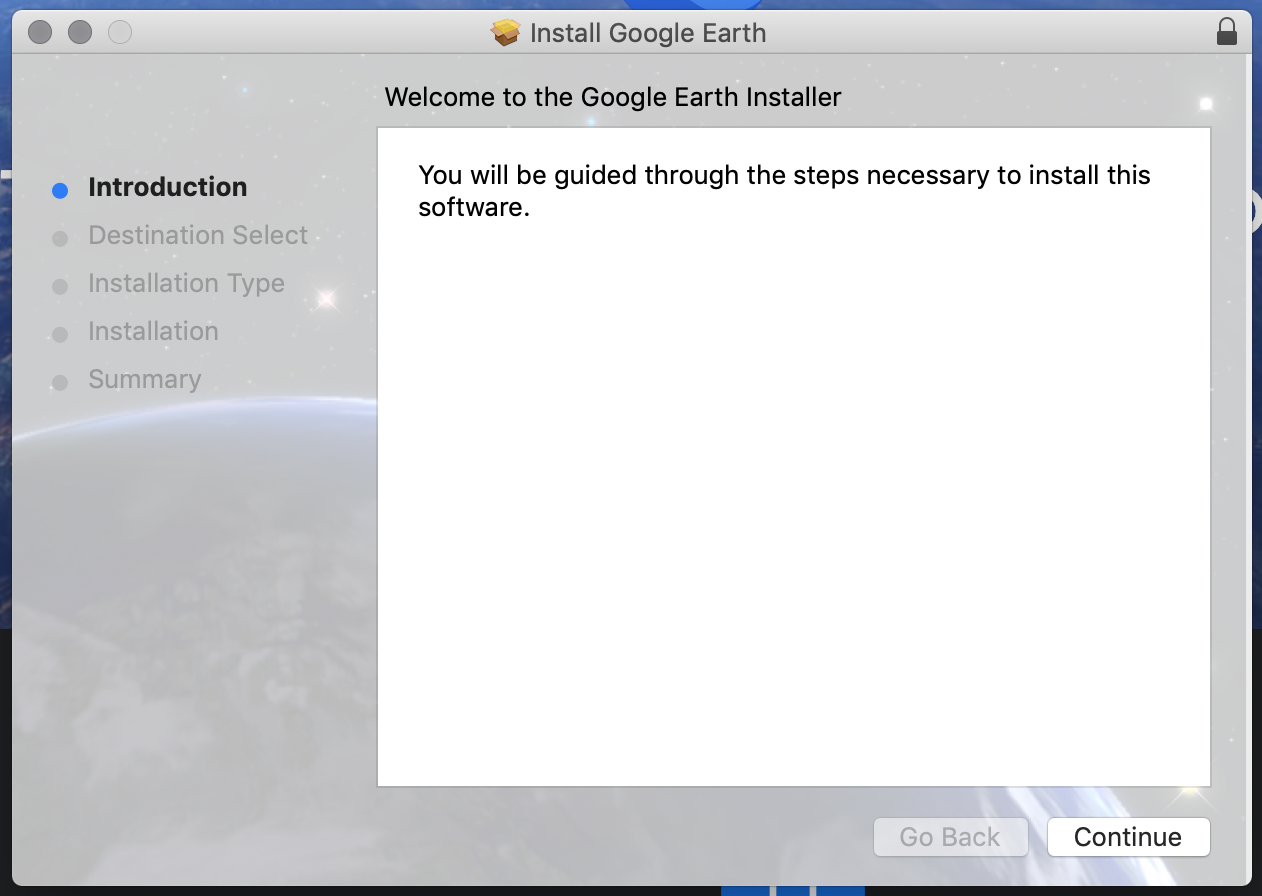 Install Google Earth
Welcome to the Google Earth Installer
Introduction
Destination Select
Installation Type
Installation
Summary
You will be guided through the steps necessary to install this
software.
Go Back
Continue